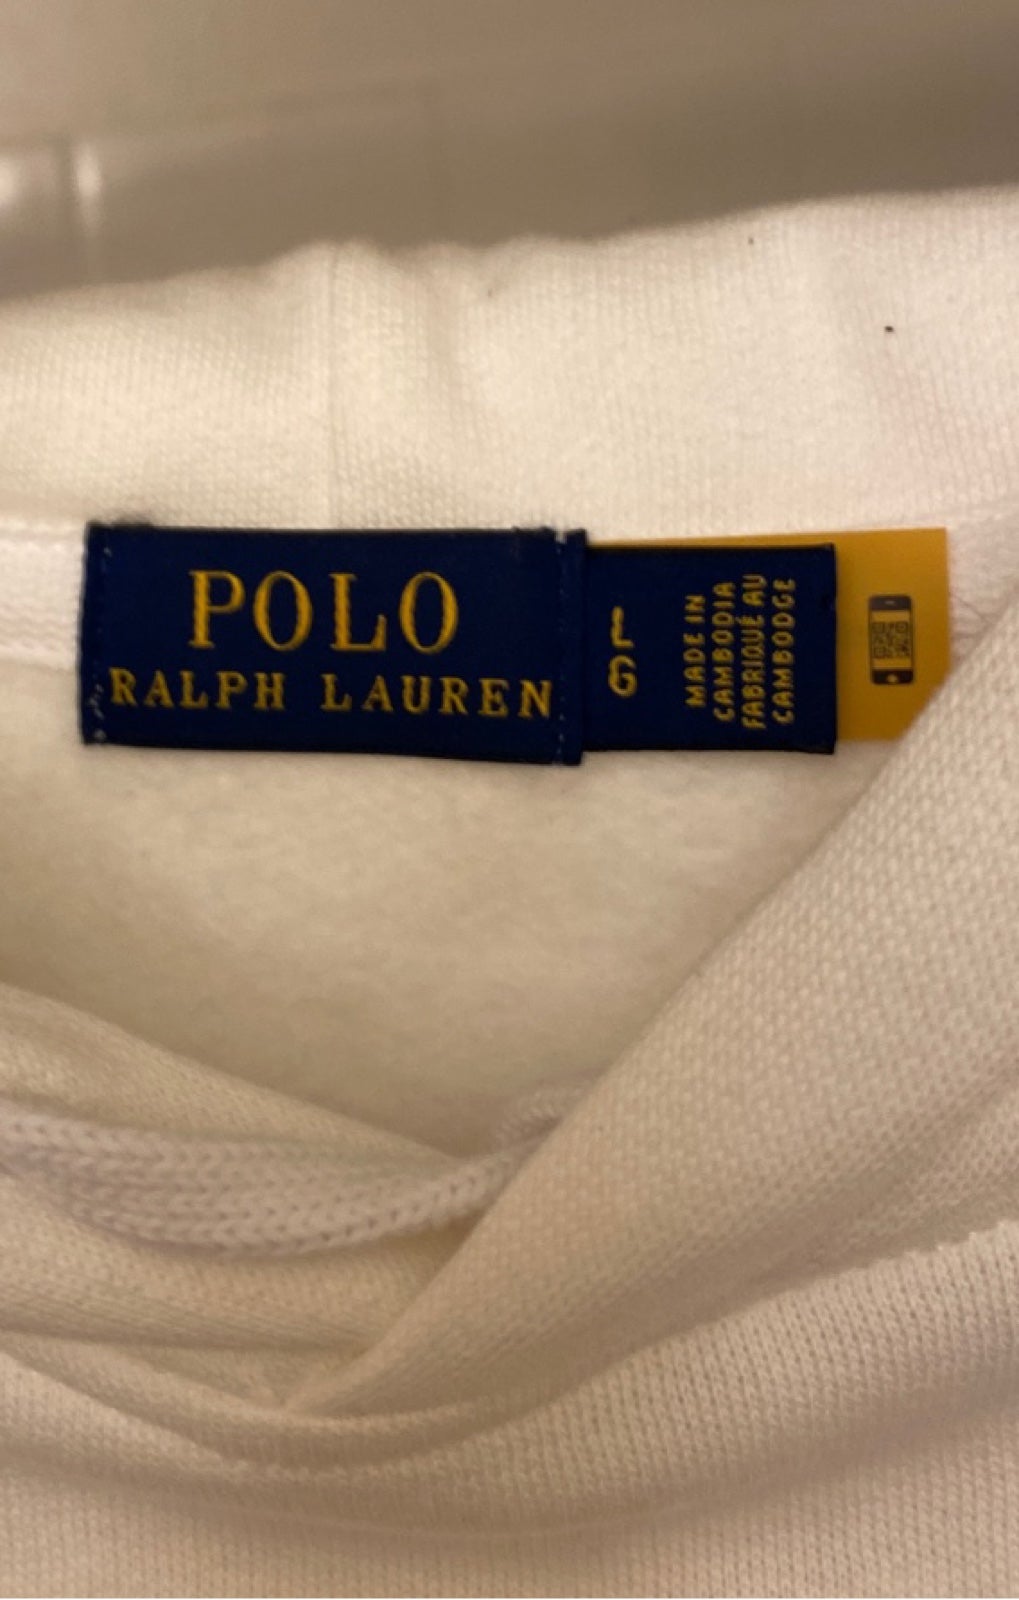 POLO
RALPH LAUREN
L
G
MADE IN
CAMBODIA
FABRIQUÉ AU
CAMBODGE